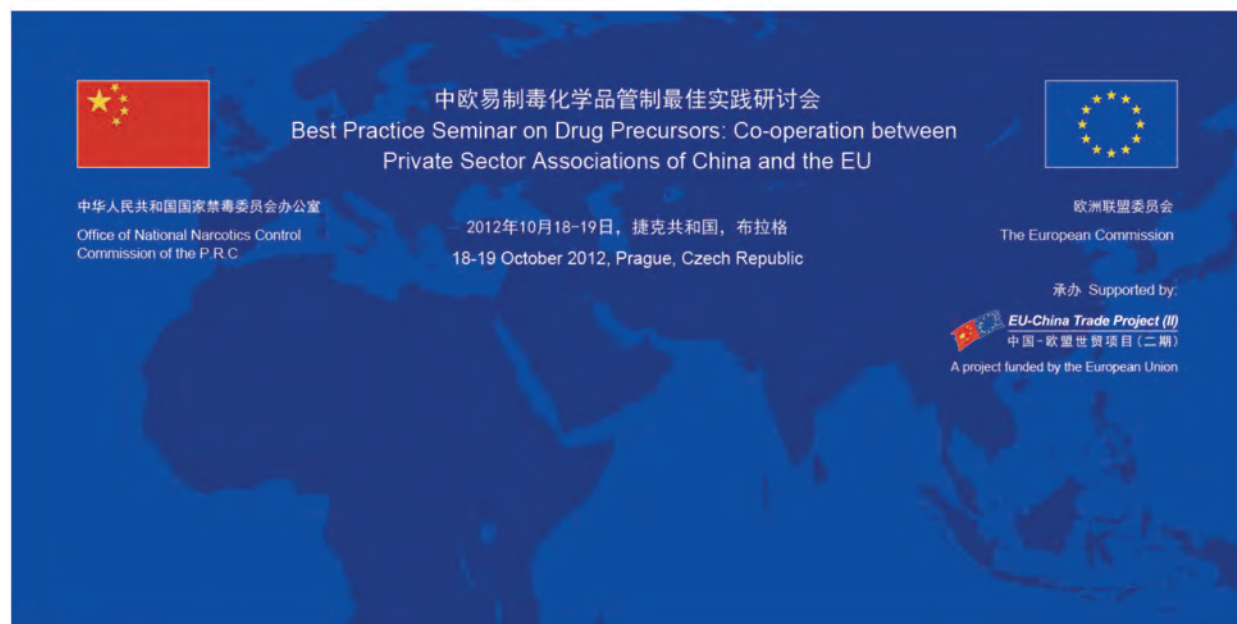 中欧易制毒化学品管制最佳实践研讨会
Best Practice Seminar on Drug Precursors: Co-operation between
Private Sector Associations of China and the EU
中华人民共和国国家禁毒委员会办公室
Office of National Narcotics Control
Commission of the P.R.C
2012年10月18-19日，捷克共和国，布拉格
18-19 October 2012, Prague, Czech Republic
欧洲联盟委员会
The European Commission
承办 Supported by:
EU-China Trade Project (II)
中国-欧盟世贸项目(二期)
A project funded by the European Union